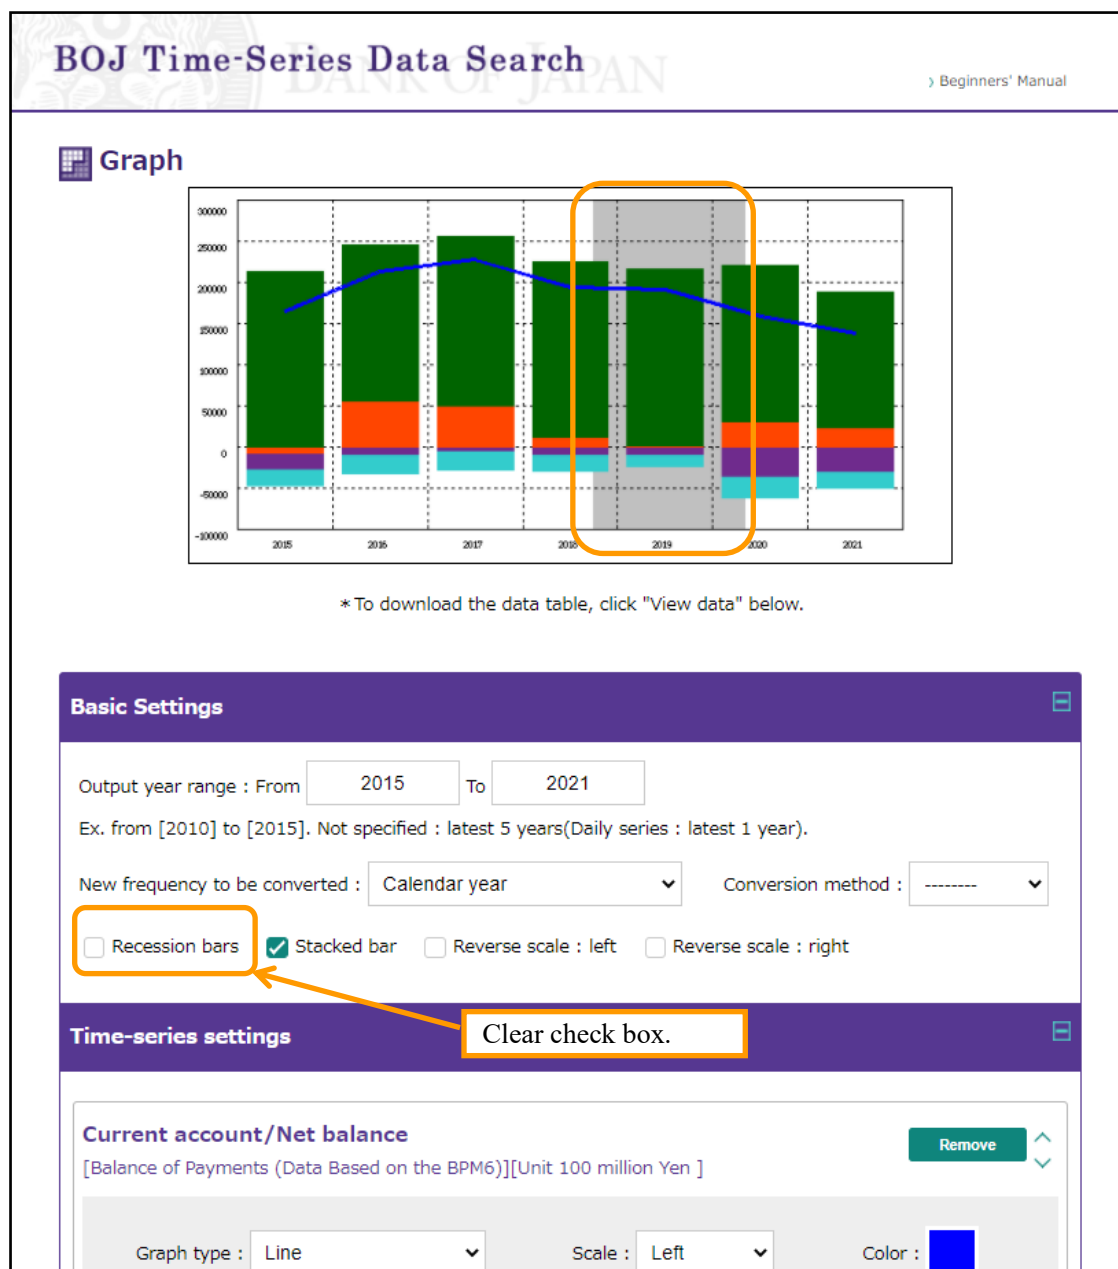 BOJ Time-Series Data Search
BANK OF JAPAN
Beginners' Manual
Graph
300000
250000
200000
150000
100000
50000
0
-50000
-100000
2015 2016 2017 2018 2019 2020 2021
*To download the data table, click "View data" below.
Basic Settings
Output year range : From 2015 To 2021
Ex. from [2010] to [2015]. Not specified : latest 5 years(Daily series : latest 1 year).
New frequency to be converted : Calendar year Conversion method : --------
Recession bars Stacked bar Reverse scale : left Reverse scale : right
Clear check box.
Time-series settings
Current account/Net balance
Remove
[Balance of Payments (Data Based on the BPM6)][Unit 100 million Yen ]
Graph type : Line Scale : Left Color :